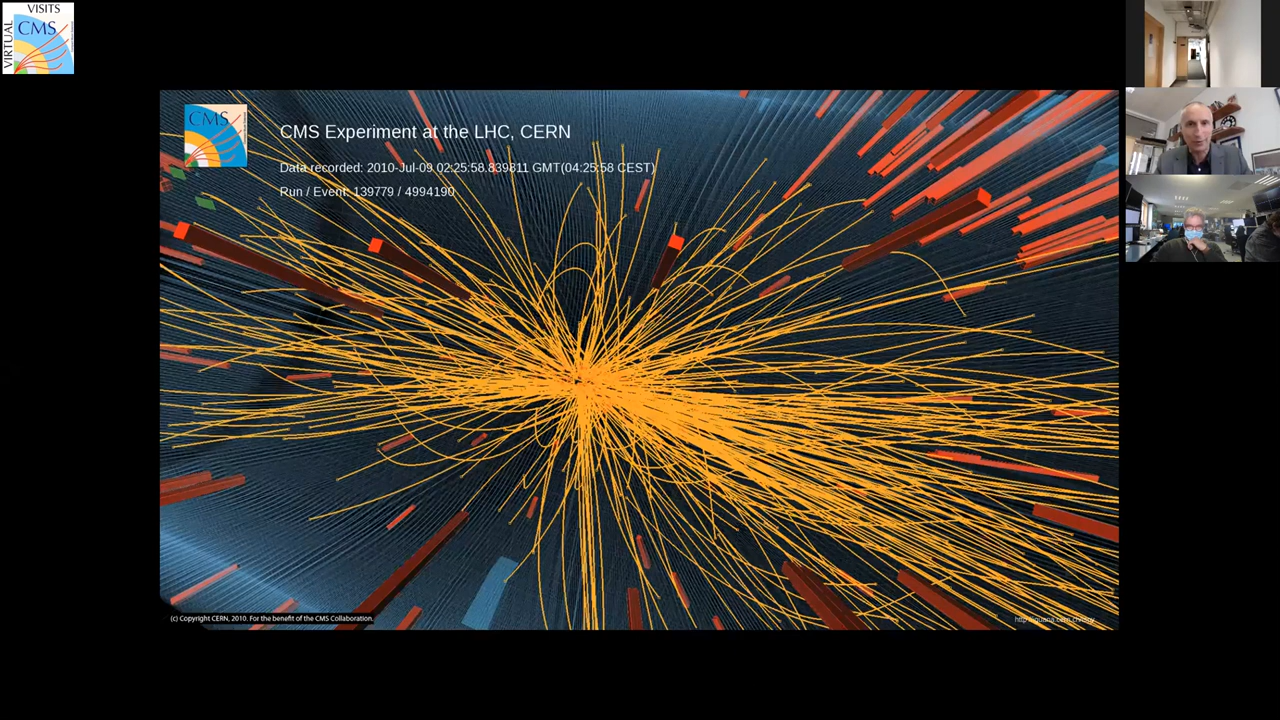 VISITS
VIRTUAL
CMS
CMS
CMS Experiment at the LHC, CERN
Data recorded: 2010-Jul-09 02:25:58.839811 GMT(04:25:58 CEST)
Run / Event: 139779 / 4994190
(c) Copyright CERN, 2010. For the benefit of the CMS Collaboration.